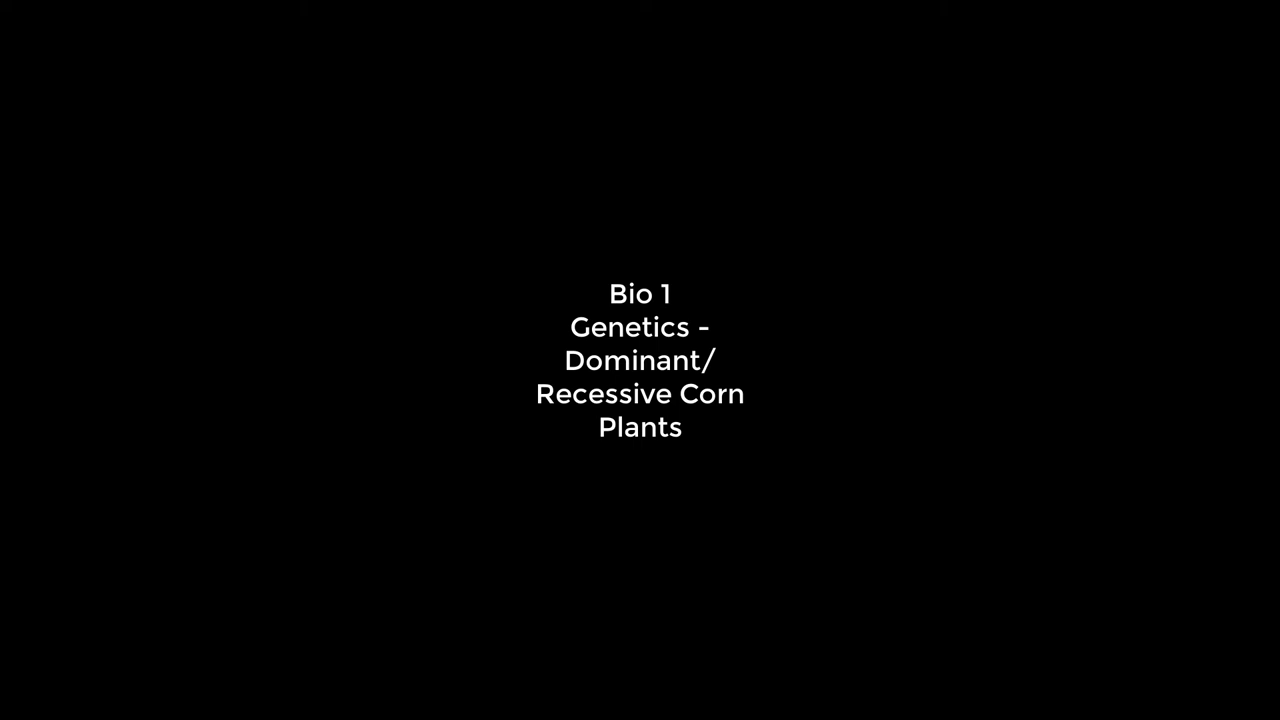 Bio 1
Genetics -
Dominant/
Recessive Corn
Plants